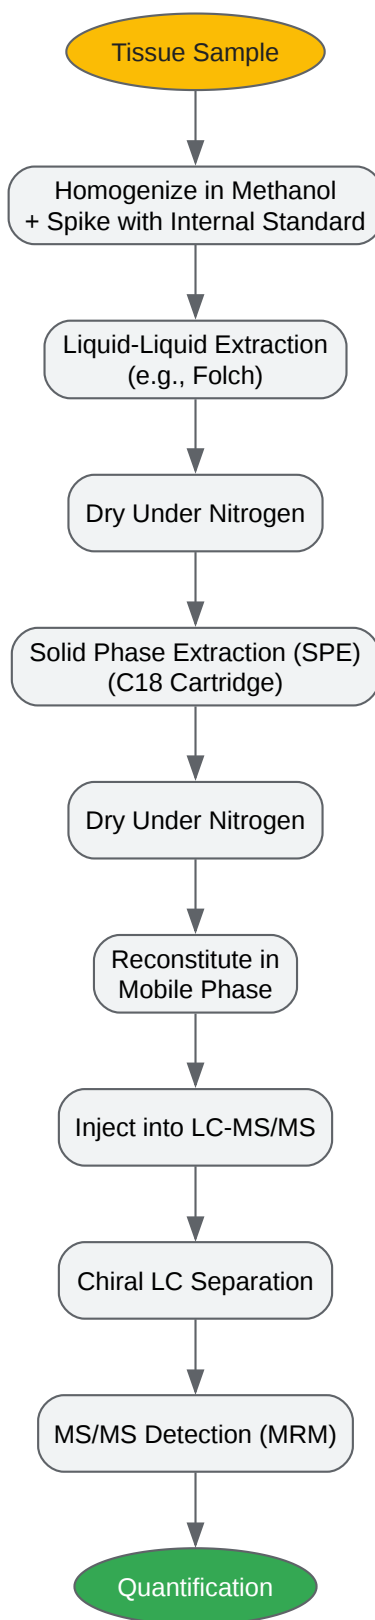 Tissue Sample
Homogenize in Methanol
+ Spike with Internal Standard
Liquid-Liquid Extraction
(e.g., Folch)
Dry Under Nitrogen
Solid Phase Extraction (SPE)
(C18 Cartridge)
Dry Under Nitrogen
Reconstitute in
Mobile Phase
Inject into LC-MS/MS
Chiral LC Separation
MS/MS Detection (MRM)
Quantification